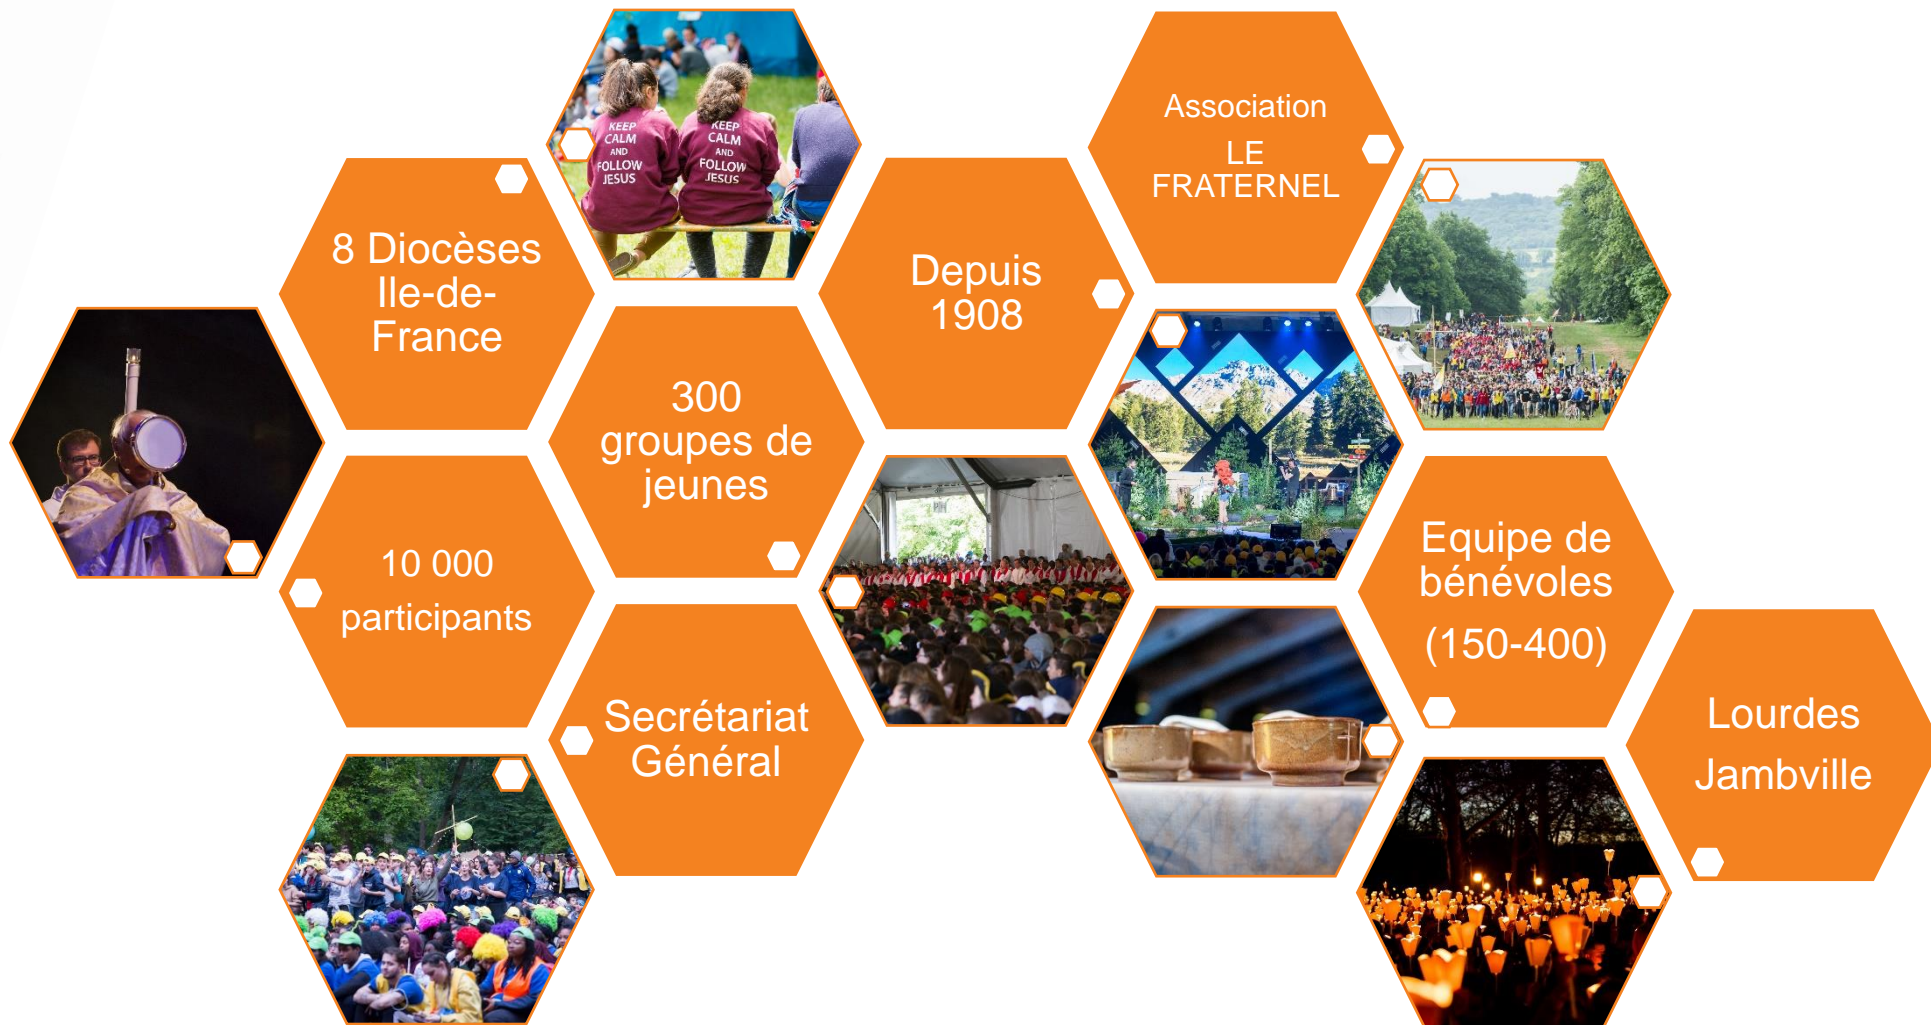 KEEP
CALM
AND
FOLLOW
JESUS
KEEP
CALM
AND
FOLLOW
JESUS
Association
LE
FRATERNEL
8 Diocèses
Ile-de-
France
Depuis
1908
300
groupes de
jeunes
10 000
participants
Equipe de
bénévoles
(150-400)
Secrétariat
Général
Lourdes
Jambville